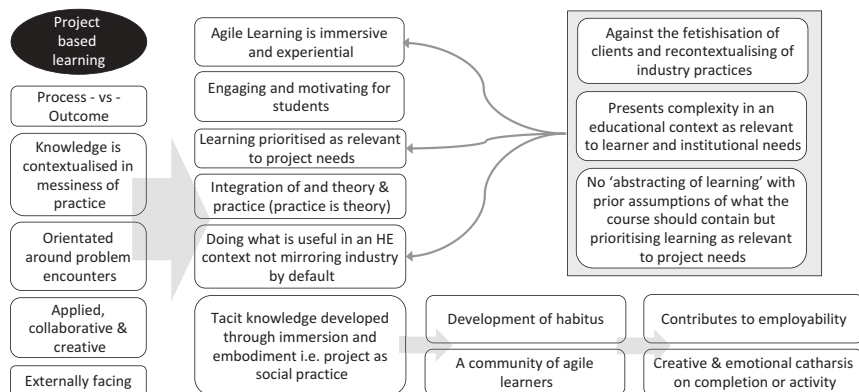 Project
based
learning
Process - vs -
Outcome
Knowledge is
contextualised in
messiness of
practice
Orientated
around problem
encounters
Applied,
collaborative &
creative
Externally facing
Agile Learning is immersive
and experiential
Engaging and motivating for
students
Learning prioritised as relevant
to project needs
Integration of and theory &
practice (practice is theory)
Doing what is useful in an HE
context not mirroring industry
by default
Tacit knowledge developed
through immersion and
embodiment i.e. project as
social practice
Against the fetishisation of
clients and recontextualising of
industry practices
Presents complexity in an
educational context as relevant
to learner and institutional needs
No ‘abstracting of learning’ with
prior assumptions of what the
course should contain but
prioritising learning as relevant
to project needs
Development of habitus
A community of agile
learners
Contributes to employability
Creative & emotional catharsis
on completion or activity